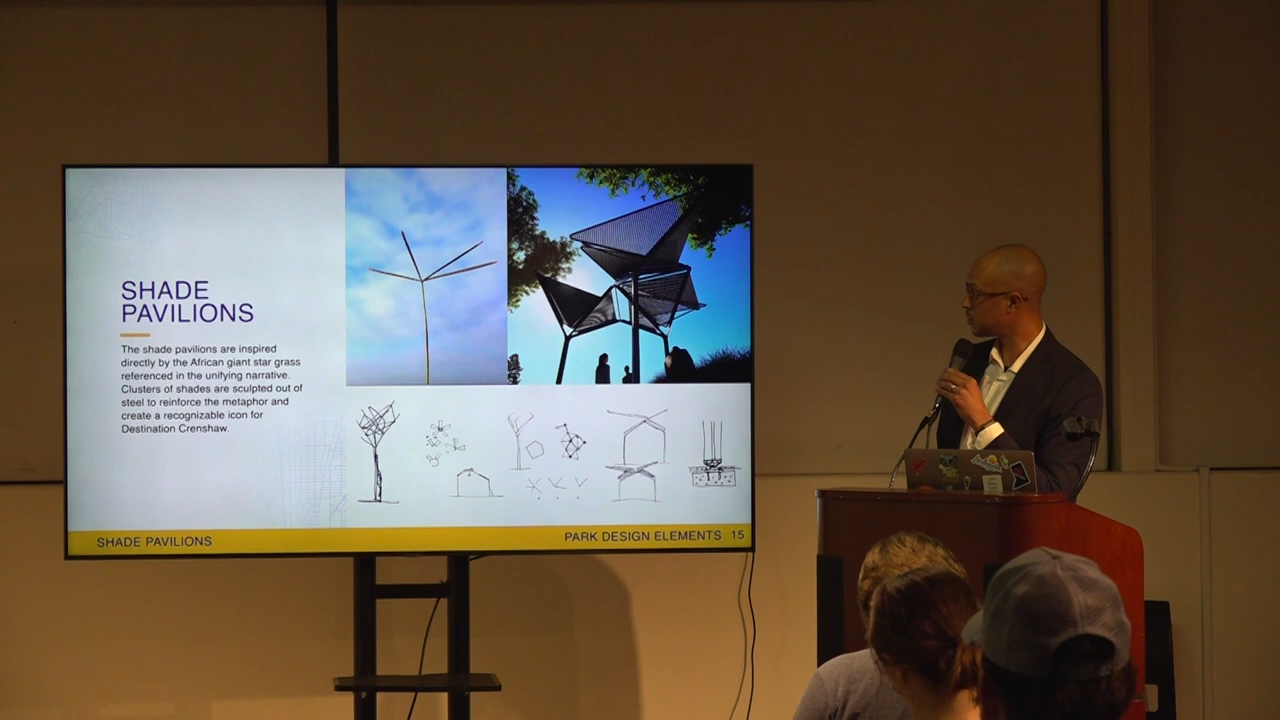 SHADE
PAVILIONS
The shade pavilions are inspired
directly by the African giant star grass
referenced in the unifying narrative.
Clusters of shades are sculpted out of
steel to reinforce the metaphor and
create a recognizable icon for
Destination Crenshaw.
SHADE PAVILIONS
PARK DESIGN ELEMENTS 15